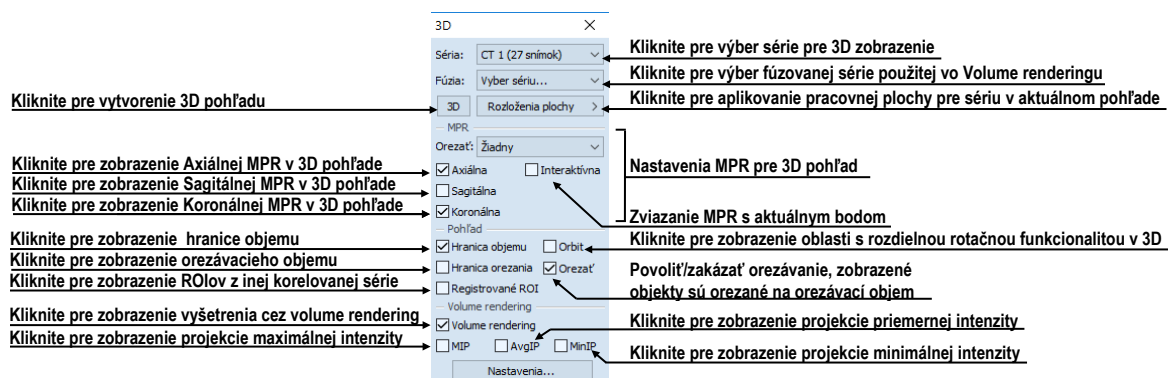 3D
Séria: CT 1 (27 snímok)
Kliknite pre výber série pre 3D zobrazenie
Fúzia: Vyber sériu...
Kliknite pre výber fúzovanej série použitej vo Volume renderingu
Kliknite pre vytvorenie 3D pohľadu
3D Rozloženia plochy
Kliknite pre aplikovanie pracovnej plochy pre sériu v aktuálnom pohľade
MPR
Orezať: Žiadny
Nastavenia MPR pre 3D pohľad
Kliknite pre zobrazenie Axiálnej MPR v 3D pohľade
Axiálna Interaktívna
Kliknite pre zobrazenie Sagitálnej MPR v 3D pohľade
Sagitálna
Kliknite pre zobrazenie Koronálnej MPR v 3D pohľade
Koronálna
Zviazanie MPR s aktuálnym bodom
Pohľad
Kliknite pre zobrazenie hranice objemu
Hranica objemu Orbit
Kliknite pre zobrazenie oblasti s rozdielnou rotačnou funkcionalitou v 3D
Kliknite pre zobrazenie orezávacieho objemu
Hranica orezania Orezať
Povoliť/zakázať orezávanie, zobrazené
objekty sú orezané na orezávací objem
Kliknite pre zobrazenie ROIov z inej korelovanej série
Registrované ROI
Volume rendering
Kliknite pre zobrazenie vyšetrenia cez volume rendering
Volume rendering
Kliknite pre zobrazenie projekcie priemernej intenzity
Kliknite pre zobrazenie projekcie maximálnej intenzity
MIP AvgIP MinIP
Kliknite pre zobrazenie projekcie minimálnej intenzity
Nastavenia...